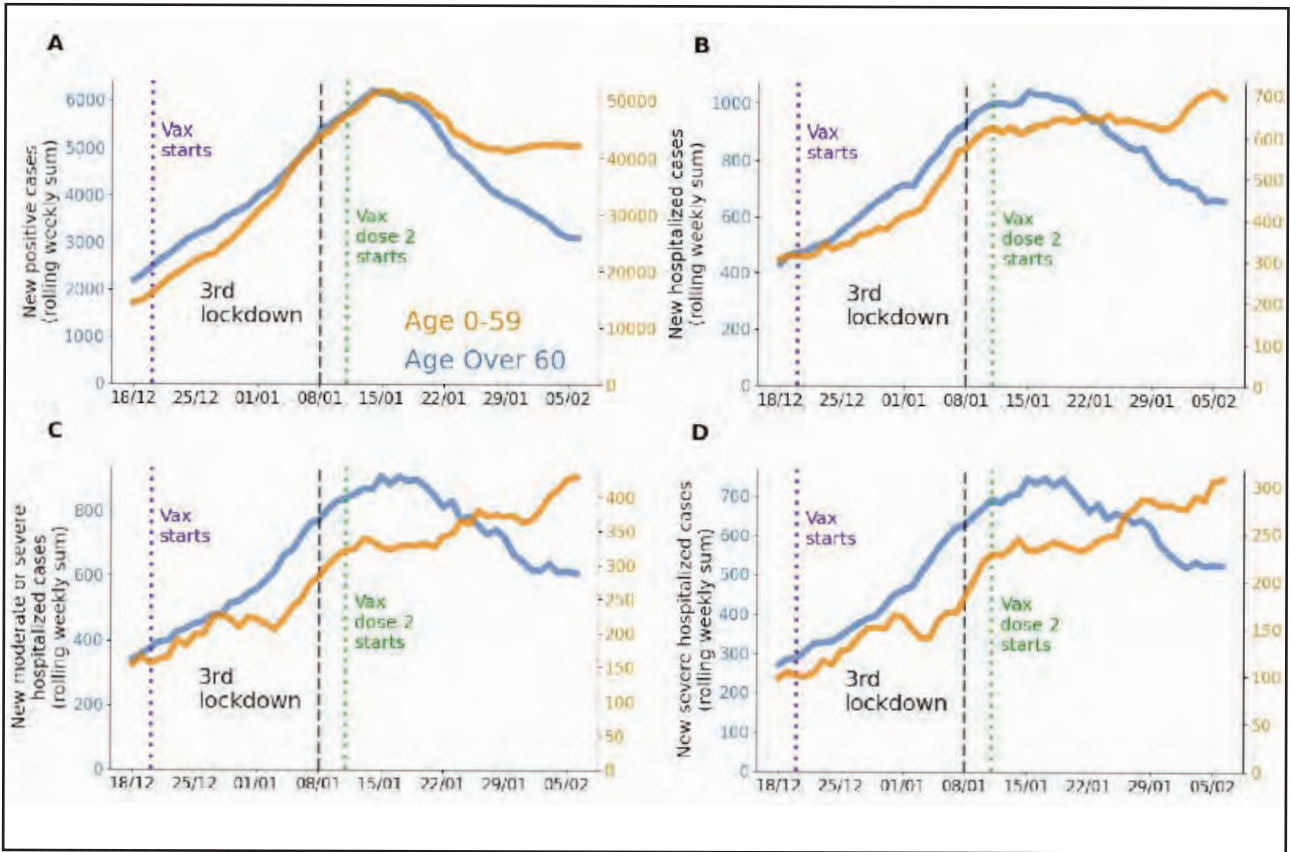 A
New positive cases
(rolling weekly sum)
6000
5000
4000
3000
2000
1000
0
Vax
starts
3rd
lockdown
Vax
dose 2
starts
Age 0-59
Age Over 60
50000
40000
30000
20000
10000
0
18/12 25/12 01/01 08/01 15/01 22/01 29/01 05/02
B
New hospitalized cases
(rolling weekly sum)
1000
800
600
400
200
0
Vax
starts
3rd
lockdown
Vax
dose 2
starts
700
600
500
400
300
200
100
0
18/12 25/12 01/01 08/01 15/01 22/01 29/01 05/02
C
New moderate or severe
hospitalized cases
(rolling weekly sum)
800
600
400
200
0
Vax
starts
3rd
lockdown
Vax
dose 2
starts
400
350
300
250
200
150
100
50
0
18/12 25/12 01/01 08/01 15/01 22/01 29/01 05/02
D
New severe hospitalized cases
(rolling weekly sum)
700
600
500
400
300
200
100
0
Vax
starts
3rd
lockdown
Vax
dose 2
starts
300
250
200
150
100
50
0
18/12 25/12 01/01 08/01 15/01 22/01 29/01 05/02